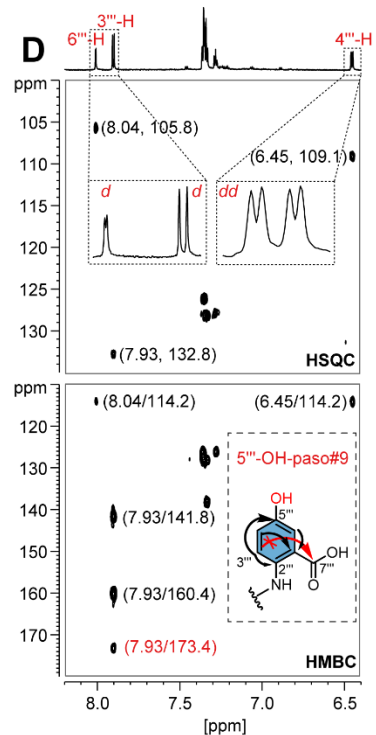 D
6'''-H
3'''-H
4'''-H
ppm
105
110
115
120
125
130
(8.04, 105.8)
(6.45, 109.1)
d
d
dd
(7.93, 132.8)
HSQC
ppm
120
130
140
150
160
170
(8.04/114.2)
(6.45/114.2)
(7.93/141.8)
(7.93/160.4)
(7.93/173.4)
5'''-OH-paso#9
OH
5'''
3'''
2'''
7'''
OH
NH
O
HMBC
8.0
7.5
7.0
6.5
[ppm]